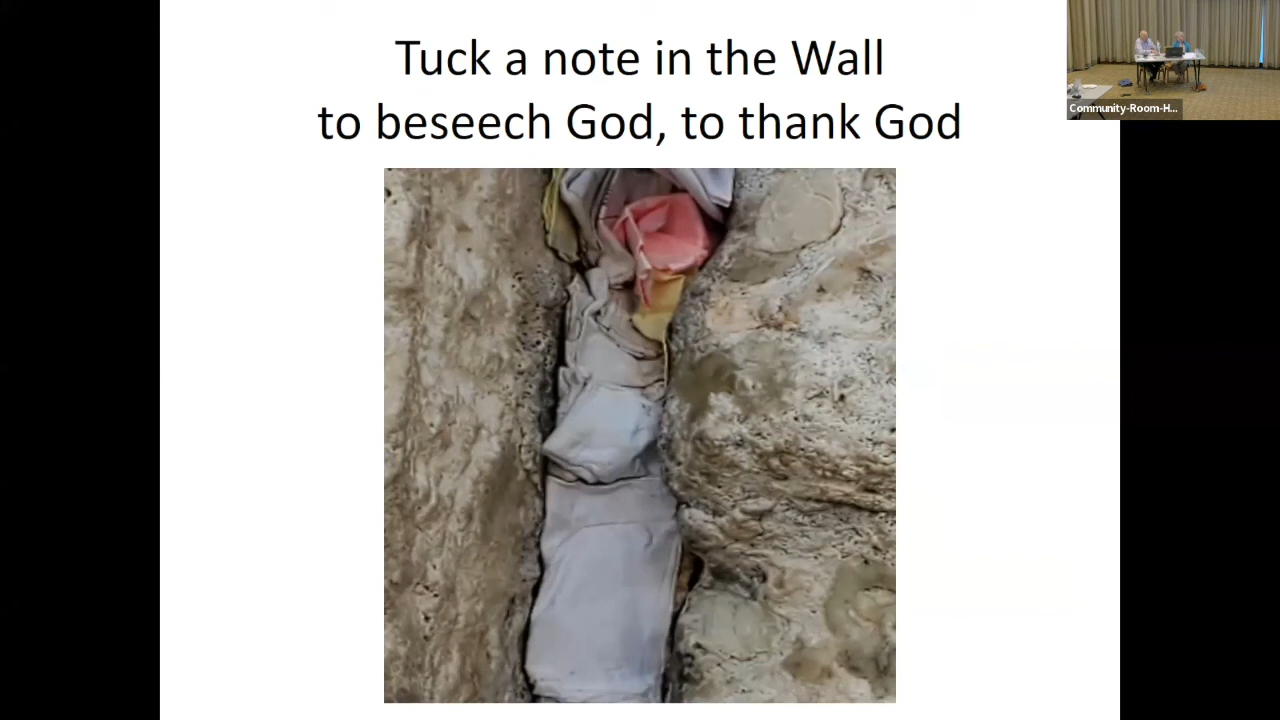 Tuck a note in the Wall
to beseech God, to thank God
Community-Room-H...